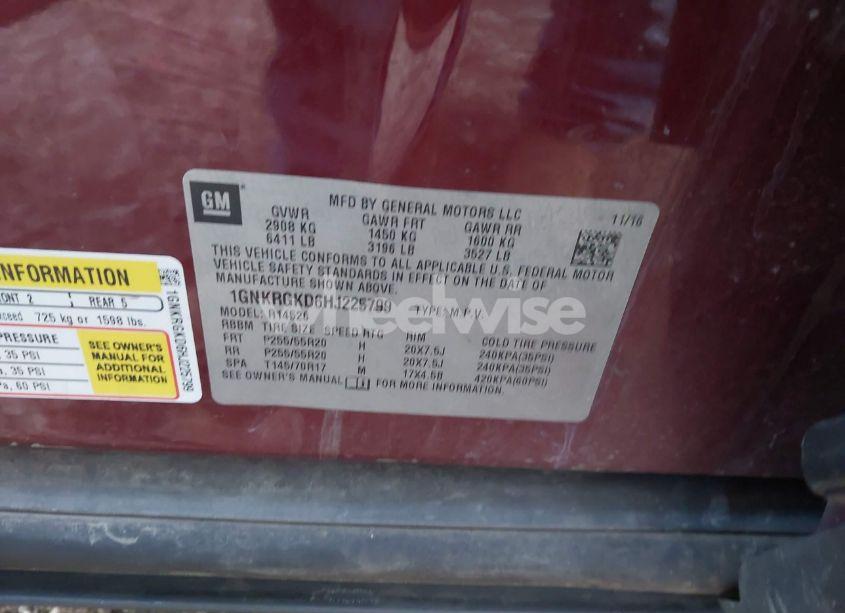 GM
MFD BY GENERAL MOTORS LLC
11/16
GVWR GAWR FRT GAWR RR
2908 KG 1450 KG 1600 KG
6411 LB 3196 LB 3527 LB
THIS VEHICLE CONFORMS TO ALL APPLICABLE U.S. FEDERAL MOTOR
VEHICLE SAFETY STANDARDS IN EFFECT ON THE DATE OF
MANUFACTURE SHOWN ABOVE.
1GNKRGKD6HJ225799 TYPE: M.P.V.
MODEL: R14526
RBBM TIRE SIZE SPEED RTG RIM COLD TIRE PRESSURE
FRT P255/55R20 H 20X7.5J 240KPA(35PSI)
RR P255/55R20 H 20X7.5J 240KPA(35PSI)
SPA T145/70R17 M 17X4.5B 420KPA(60PSI)
SEE OWNER'S MANUAL FOR MORE INFORMATION.
Wheelwise
INFORMATION
2 REAR 5
725 kg or 1598 lbs.
PRESSURE
35 PSI
35 PSI
60 PSI
SEE OWNER'S
MANUAL FOR
ADDITIONAL
INFORMATION
1GNKRGKD6HJ225799